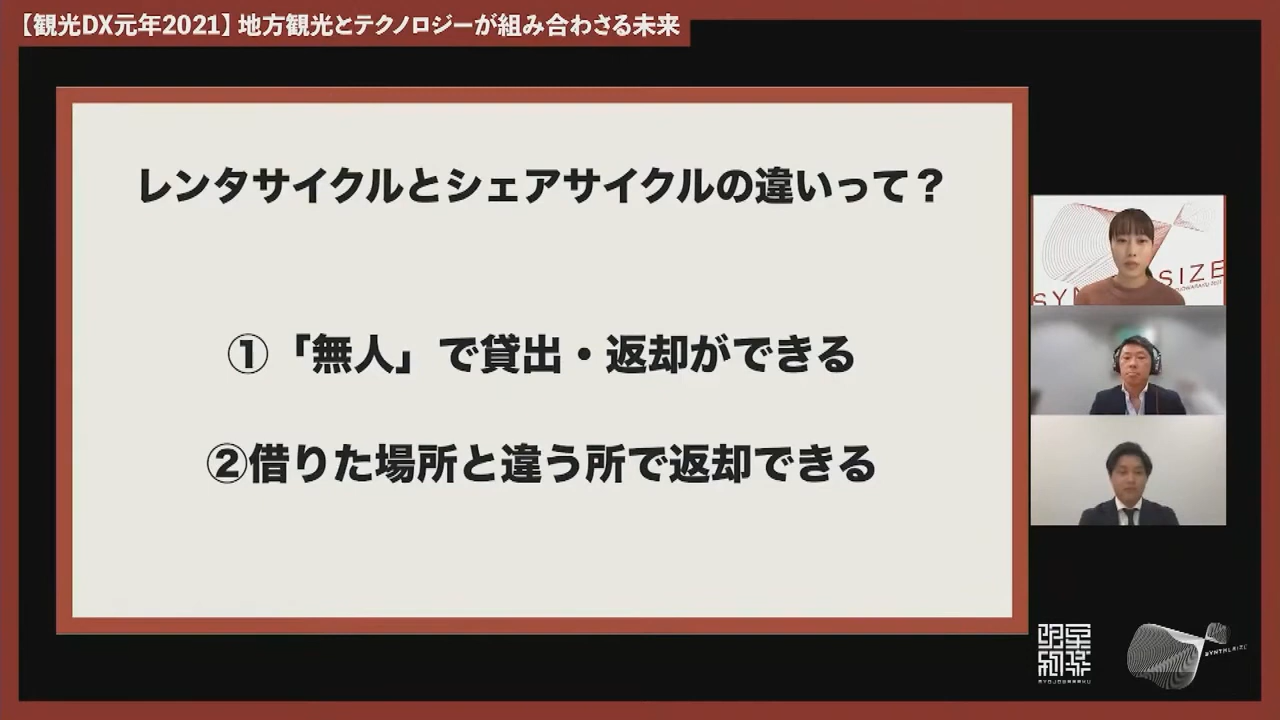 【観光DX元年2021】地方観光とテクノロジーが組み合わさる未来
レンタサイクルとシェアサイクルの違いって？
①「無人」で貸出・返却ができる
②借りた場所と違う所で返却できる
SYN
SIZE
SYNTHESIZE